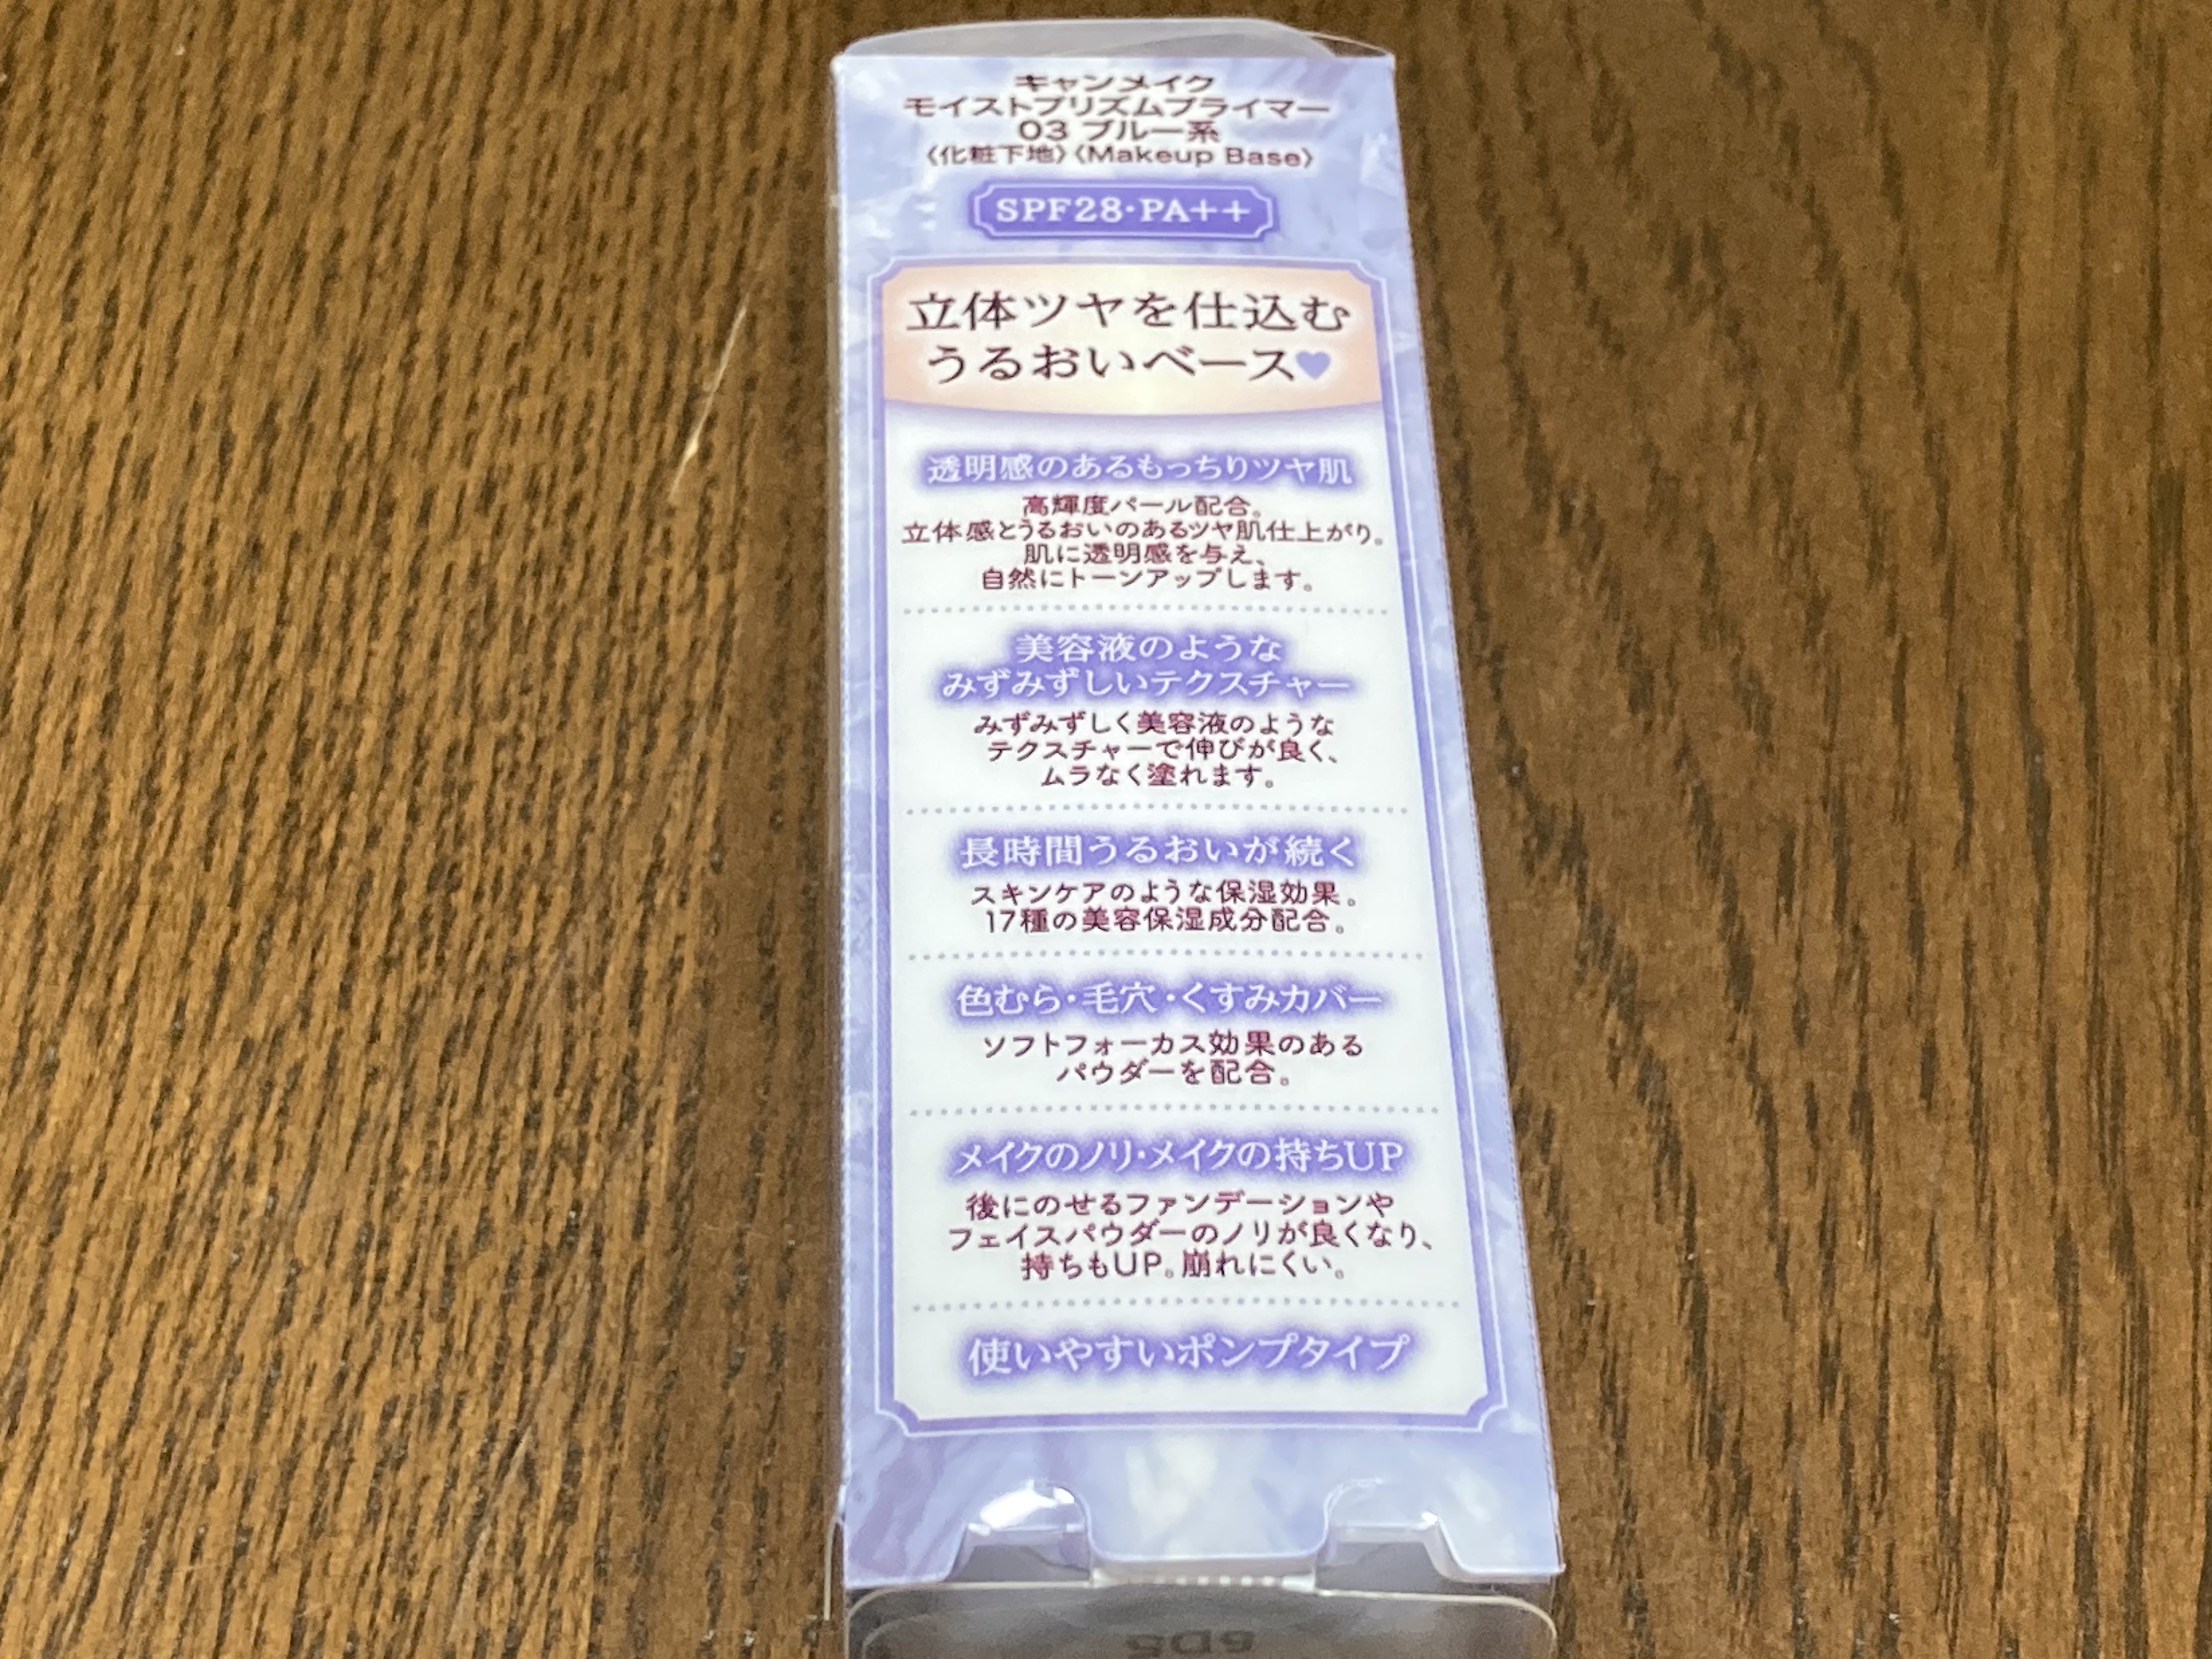 キャンメイク
モイストプリズムプライマー
03 ブルー系
〈化粧下地〉〈Makeup Base〉
SPF28・PA++
立体ツヤを仕込む
うるおいベース♥
透明感のあるもっちりツヤ肌
高輝度パール配合。
立体感とうるおいのあるツヤ肌仕上がり。
肌に透明感を与え、
自然にトーンアップします。
美容液のような
みずみずしいテクスチャー
みずみずしく美容液のような
テクスチャーで伸びが良く、
ムラなく塗れます。
長時間うるおいが続く
スキンケアのような保湿効果。
17種の美容保湿成分配合。
色むら・毛穴・くすみカバー
ソフトフォーカス効果のある
パウダーを配合。
メイクのノリ・メイクの持ちUP
後にのせるファンデーションや
フェイスパウダーのノリが良くなり、
持ちもUP。崩れにくい。
使いやすいポンプタイプ